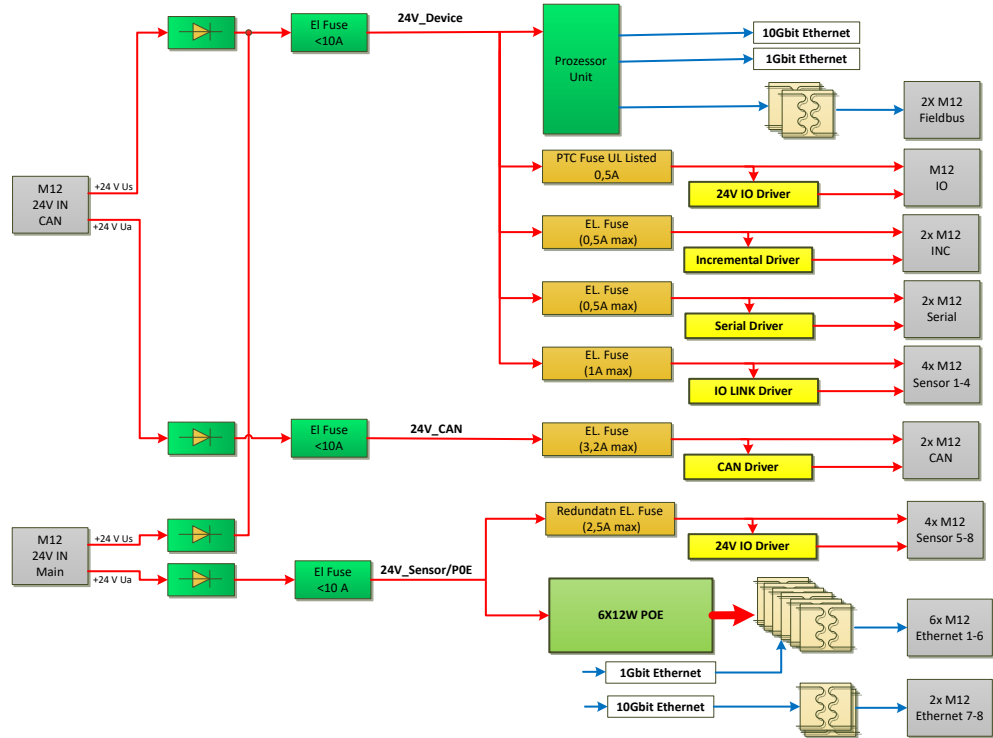 El Fuse
<10A
24V_Device
Prozessor
Unit
10Gbit Ethernet
1Gbit Ethernet
2X M12
Fieldbus
M12
24V IN
CAN
+24 V Us
+24 V Ua
PTC Fuse UL Listed
0,5A
24V IO Driver
M12
IO
EL. Fuse
(0,5A max)
Incremental Driver
2x M12
INC
EL. Fuse
(0,5A max)
Serial Driver
2x M12
Serial
EL. Fuse
(1A max)
IO LINK Driver
4x M12
Sensor 1-4
El Fuse
<10A
24V_CAN
EL. Fuse
(3,2A max)
CAN Driver
2x M12
CAN
M12
24V IN
Main
+24 V Us
+24 V Ua
El Fuse
<10 A
24V_Sensor/P0E
Redundatn EL. Fuse
(2,5A max)
24V IO Driver
4x M12
Sensor 5-8
6X12W POE
6x M12
Ethernet 1-6
1Gbit Ethernet
10Gbit Ethernet
2x M12
Ethernet 7-8